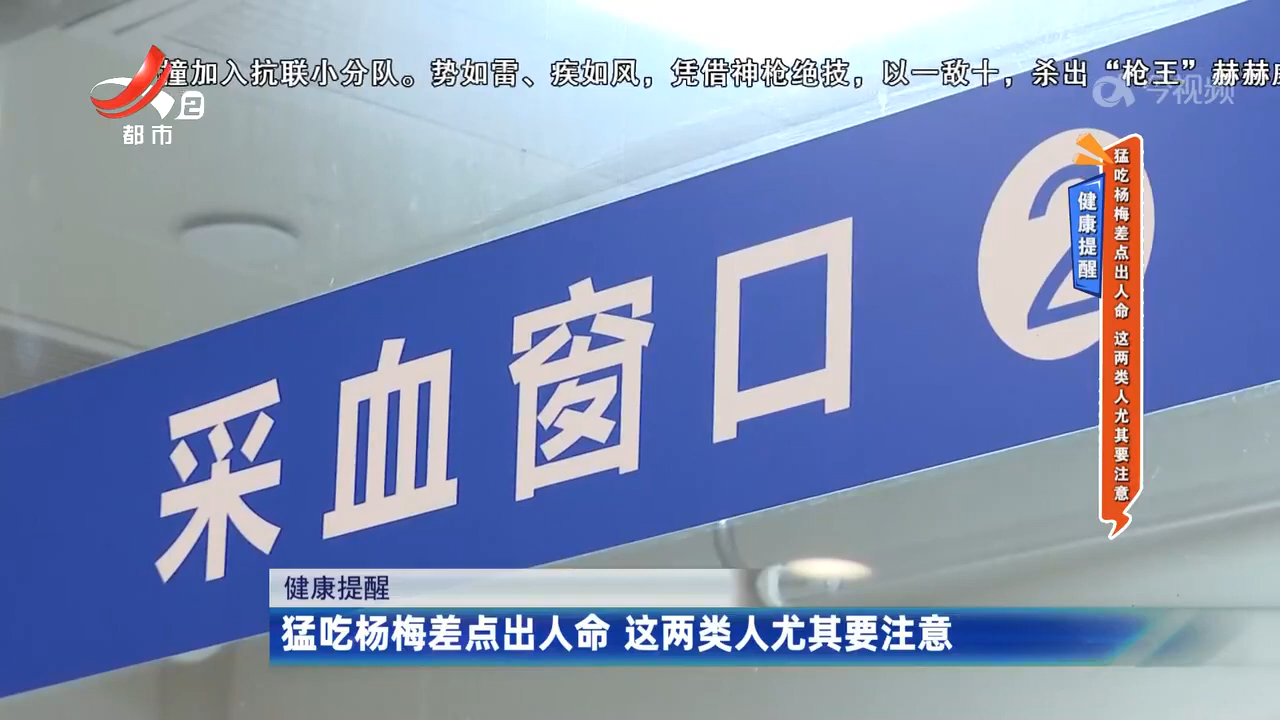 撞加入抗联小分队。势如雷、疾如风，凭借神枪绝技，以一敌十，杀出“枪王”赫赫
2
都市
今视频
猛吃杨梅差点出人命 这两类人尤其要注意
健康提醒
采血窗口 2
健康提醒
猛吃杨梅差点出人命 这两类人尤其要注意